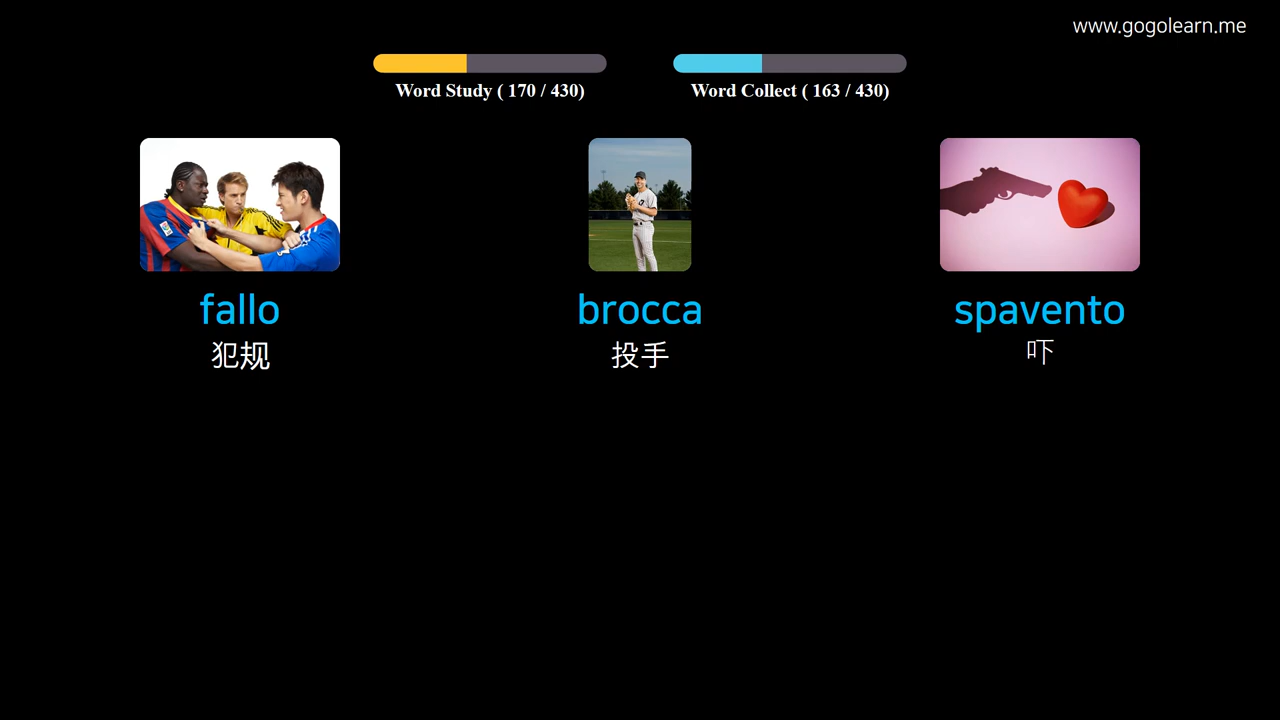 www.gogolearn.me
Word Study ( 170 / 430)
Word Collect ( 163 / 430)
fallo
brocca
spavento
犯规
投手
吓